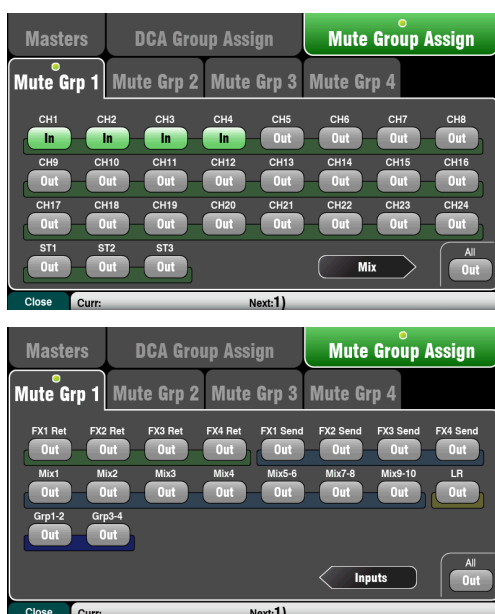 Masters DCA Group Assign Mute Group Assign
Mute Grp 1 Mute Grp 2 Mute Grp 3 Mute Grp 4
CH1 CH2 CH3 CH4 CH5 CH6 CH7 CH8
In In In In Out Out Out Out
CH9 CH10 CH11 CH12 CH13 CH14 CH15 CH16
Out Out Out Out Out Out Out Out
CH17 CH18 CH19 CH20 CH21 CH22 CH23 CH24
Out Out Out Out Out Out Out Out
ST1 ST2 ST3 All
Out Out Out Mix Out
Close Curr: Next:1)
Masters DCA Group Assign Mute Group Assign
Mute Grp 1 Mute Grp 2 Mute Grp 3 Mute Grp 4
FX1 Ret FX2 Ret FX3 Ret FX4 Ret FX1 Send FX2 Send FX3 Send FX4 Send
Out Out Out Out Out Out Out Out
Mix1 Mix2 Mix3 Mix4 Mix5-6 Mix7-8 Mix9-10 LR
Out Out Out Out Out Out Out Out
Grp1-2 Grp3-4
Out Out
All
Inputs Out
Close Curr: Next:1)